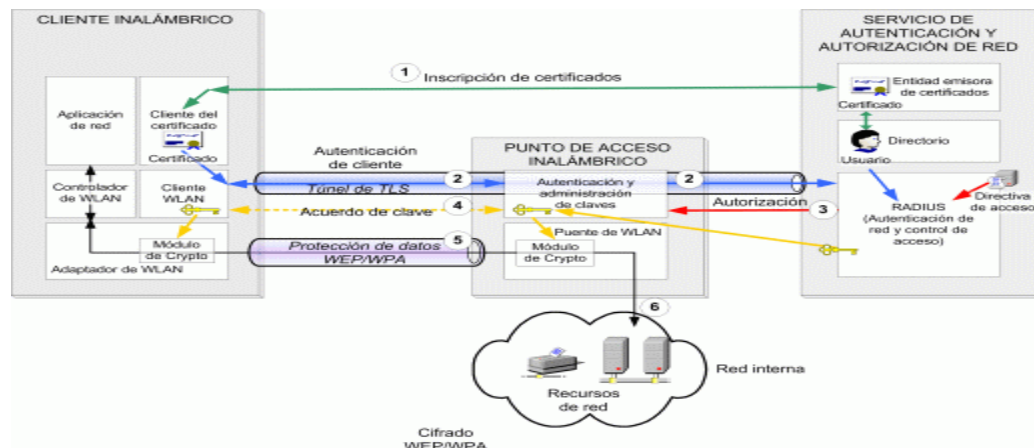 CLIENTE INALÁMBRICO
SERVICIO DE
AUTENTICACIÓN Y
AUTORIZACIÓN DE RED
1
Inscripción de certificados
Aplicación
de red
Cliente del
certificado
Certificado
Entidad emisora
de certificados
Certificado
Directorio
Usuario
Autenticación
de cliente
PUNTO DE ACCESO
INALÁMBRICO
Controlador
de WLAN
Cliente
WLAN
Túnel de TLS
2
Autenticación y
administración
de claves
2
Autorización
3
Directiva
de acceso
RADIUS
(Autenticación de
red y control de
acceso)
Acuerdo de clave
4
Puente de WLAN
Módulo
de Crypto
Adaptador de WLAN
Protección de datos
WEP/WPA
5
Módulo
de Crypto
6
Red interna
Recursos
de red
Cifrado
WEP/WPA